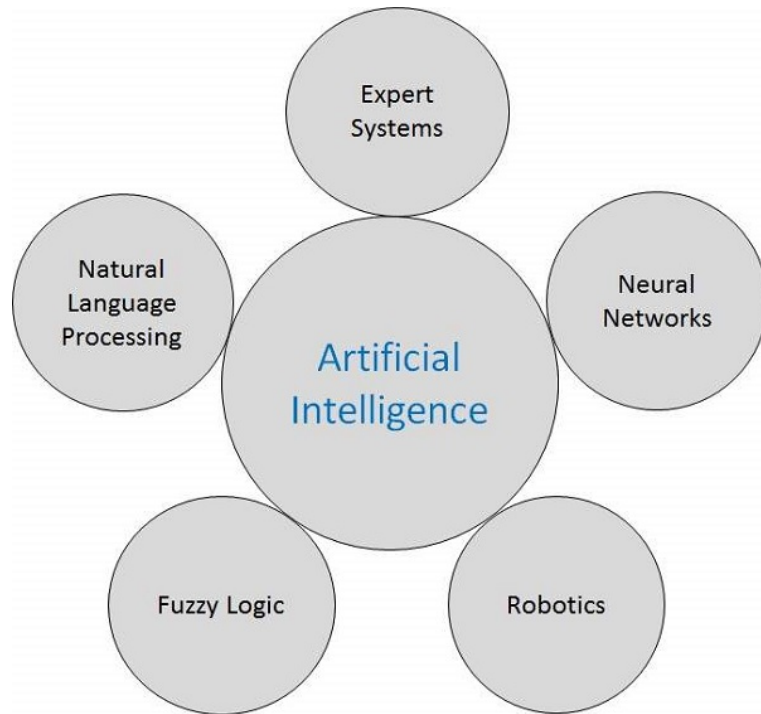 Expert
Systems
Natural
Language
Processing
Neural
Networks
Artificial
Intelligence
Fuzzy Logic
Robotics